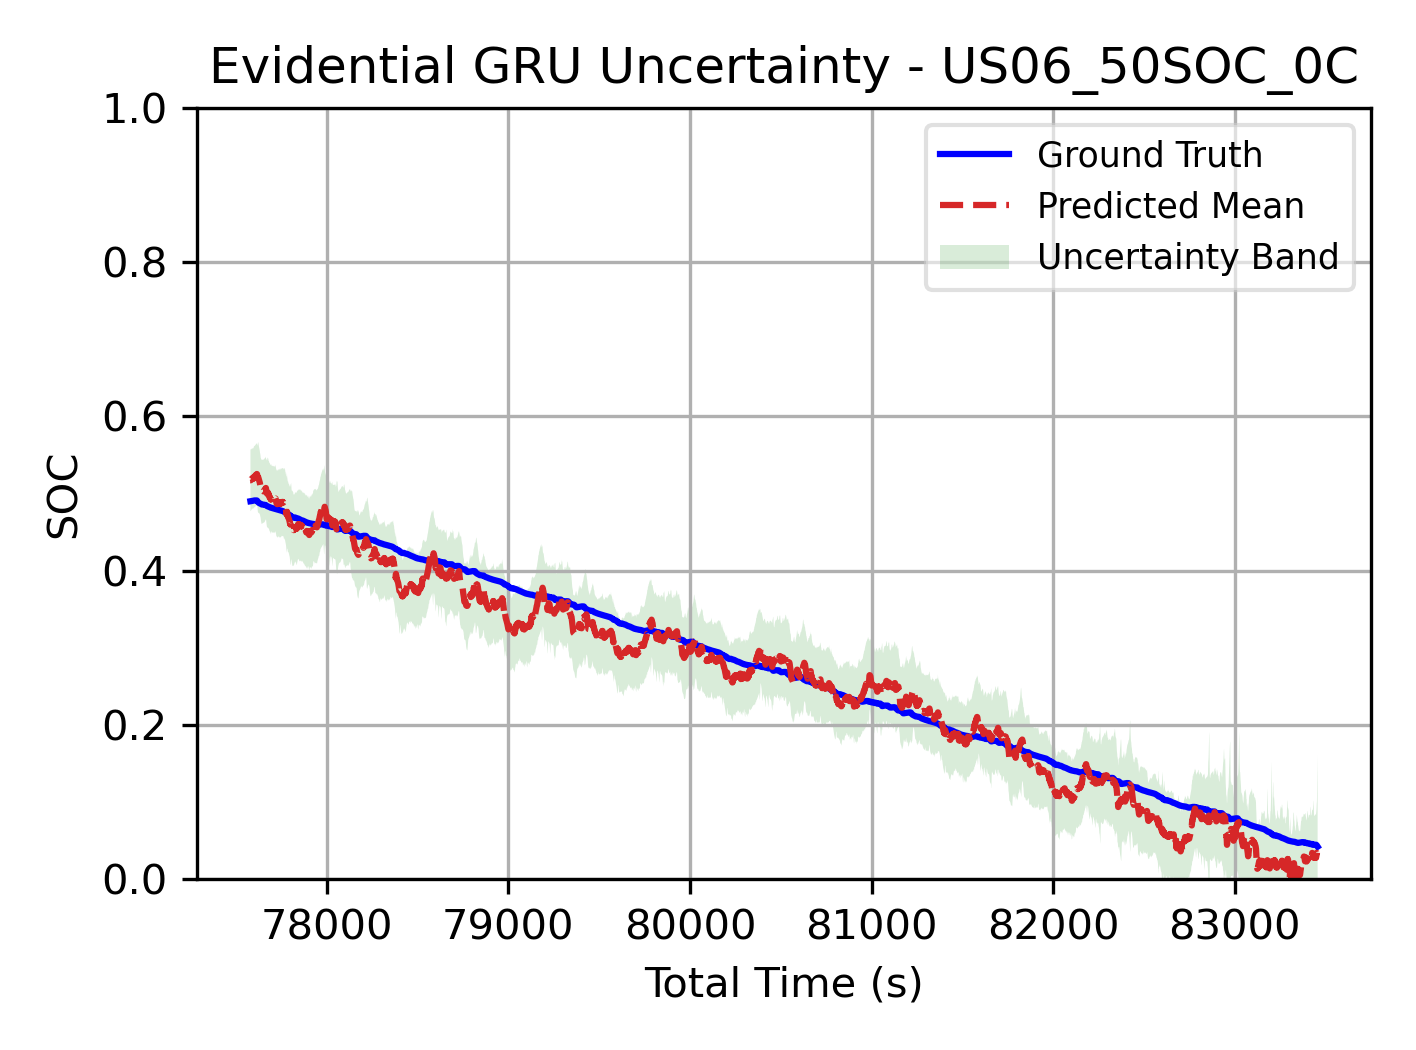 Evidential GRU Uncertainty - US06_50SOC_0C
1.0
0.8
0.6
0.4
0.2
0.0
SOC
Ground Truth
Predicted Mean
Uncertainty Band
78000 79000 80000 81000 82000 83000
Total Time (s)